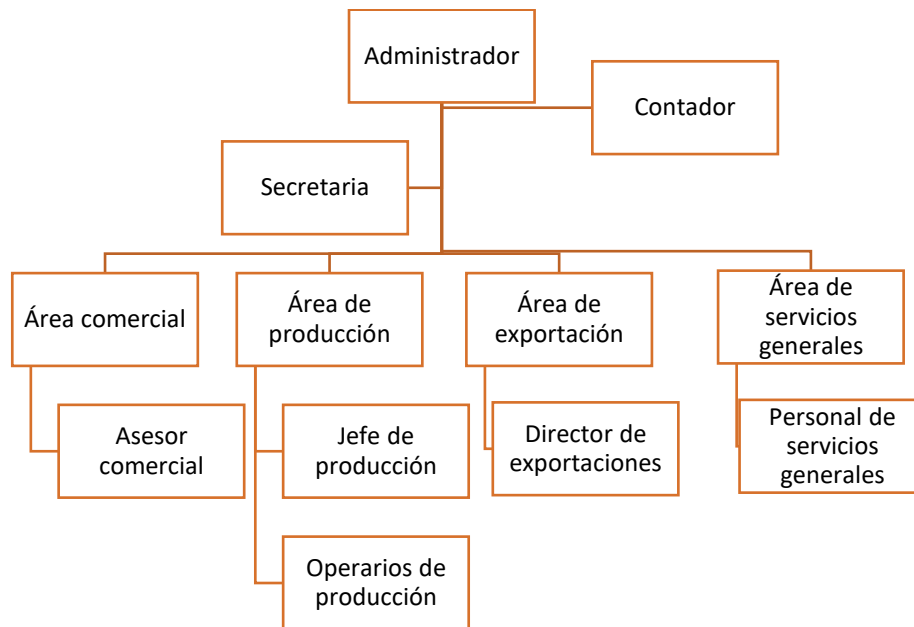 Administrador
Contador
Secretaria
Área comercial
Área de
producción
Área de
exportación
Área de
servicios
generales
Asesor
comercial
Jefe de
producción
Director de
exportaciones
Personal de
servicios
generales
Operarios de
producción